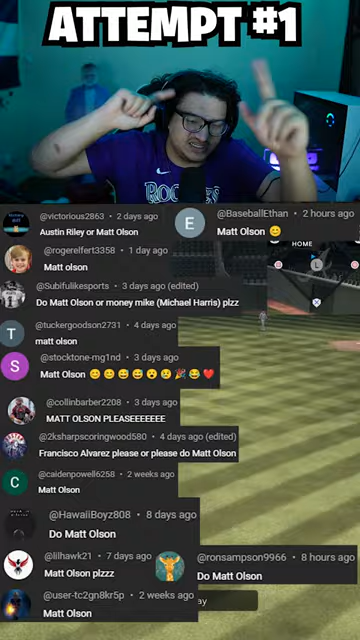 ATTEMPT #1
ROC IES
@victorious2863 • 2 days ago
Austin Riley or Matt Olson
E
@BaseballEthan • 2 hours ago
Matt Olson 😊
@rogerelfert3358 • 1 day ago
Matt olson
HOME
L
@Subifulikesports • 3 days ago (edited)
Do Matt Olson or money mike (Michael Harris) plzz
T
@tuckergoodson2731 • 4 days ago
matt olson
S
@stocktone-mg1nd • 3 days ago
Matt Olson 😊😊😄😄😮😢🎉😂❤️
@collinbarber2208 • 3 days ago
MATT OLSON PLEASEEEEEEE
@2ksharpscoringwood580 • 4 days ago (edited)
Francisco Alvarez please or please do Matt Olson
C
@caidenpowell6258 • 2 weeks ago
Matt Olson
@HawaiiBoyz808 • 8 days ago
Do Matt Olson
@lilhawk21 • 7 days ago
Matt Olson plzzz
@ronsampson9966 • 8 hours ago
Do Matt Olson
@user-tc2gn8kr5p • 2 weeks ago
Matt Olson
ay